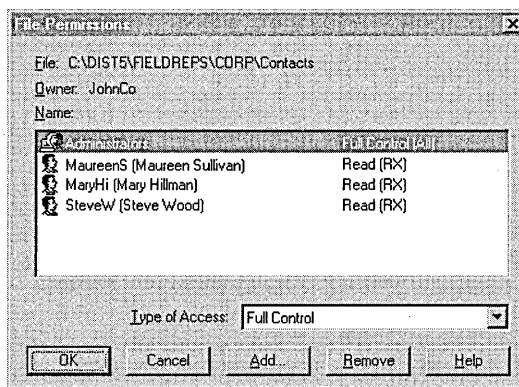 File Permissions
File: C:\DIST5\FIELDREPS\CORP\Contacts
Owner: JohnCo
Name:
Administrators Full Control (All)
MaureenS (Maureen Sullivan) Read (RX)
MaryHi (Mary Hillman) Read (RX)
SteveW (Steve Wood) Read (RX)
Type of Access: Full Control
OK Cancel Add... Remove Help